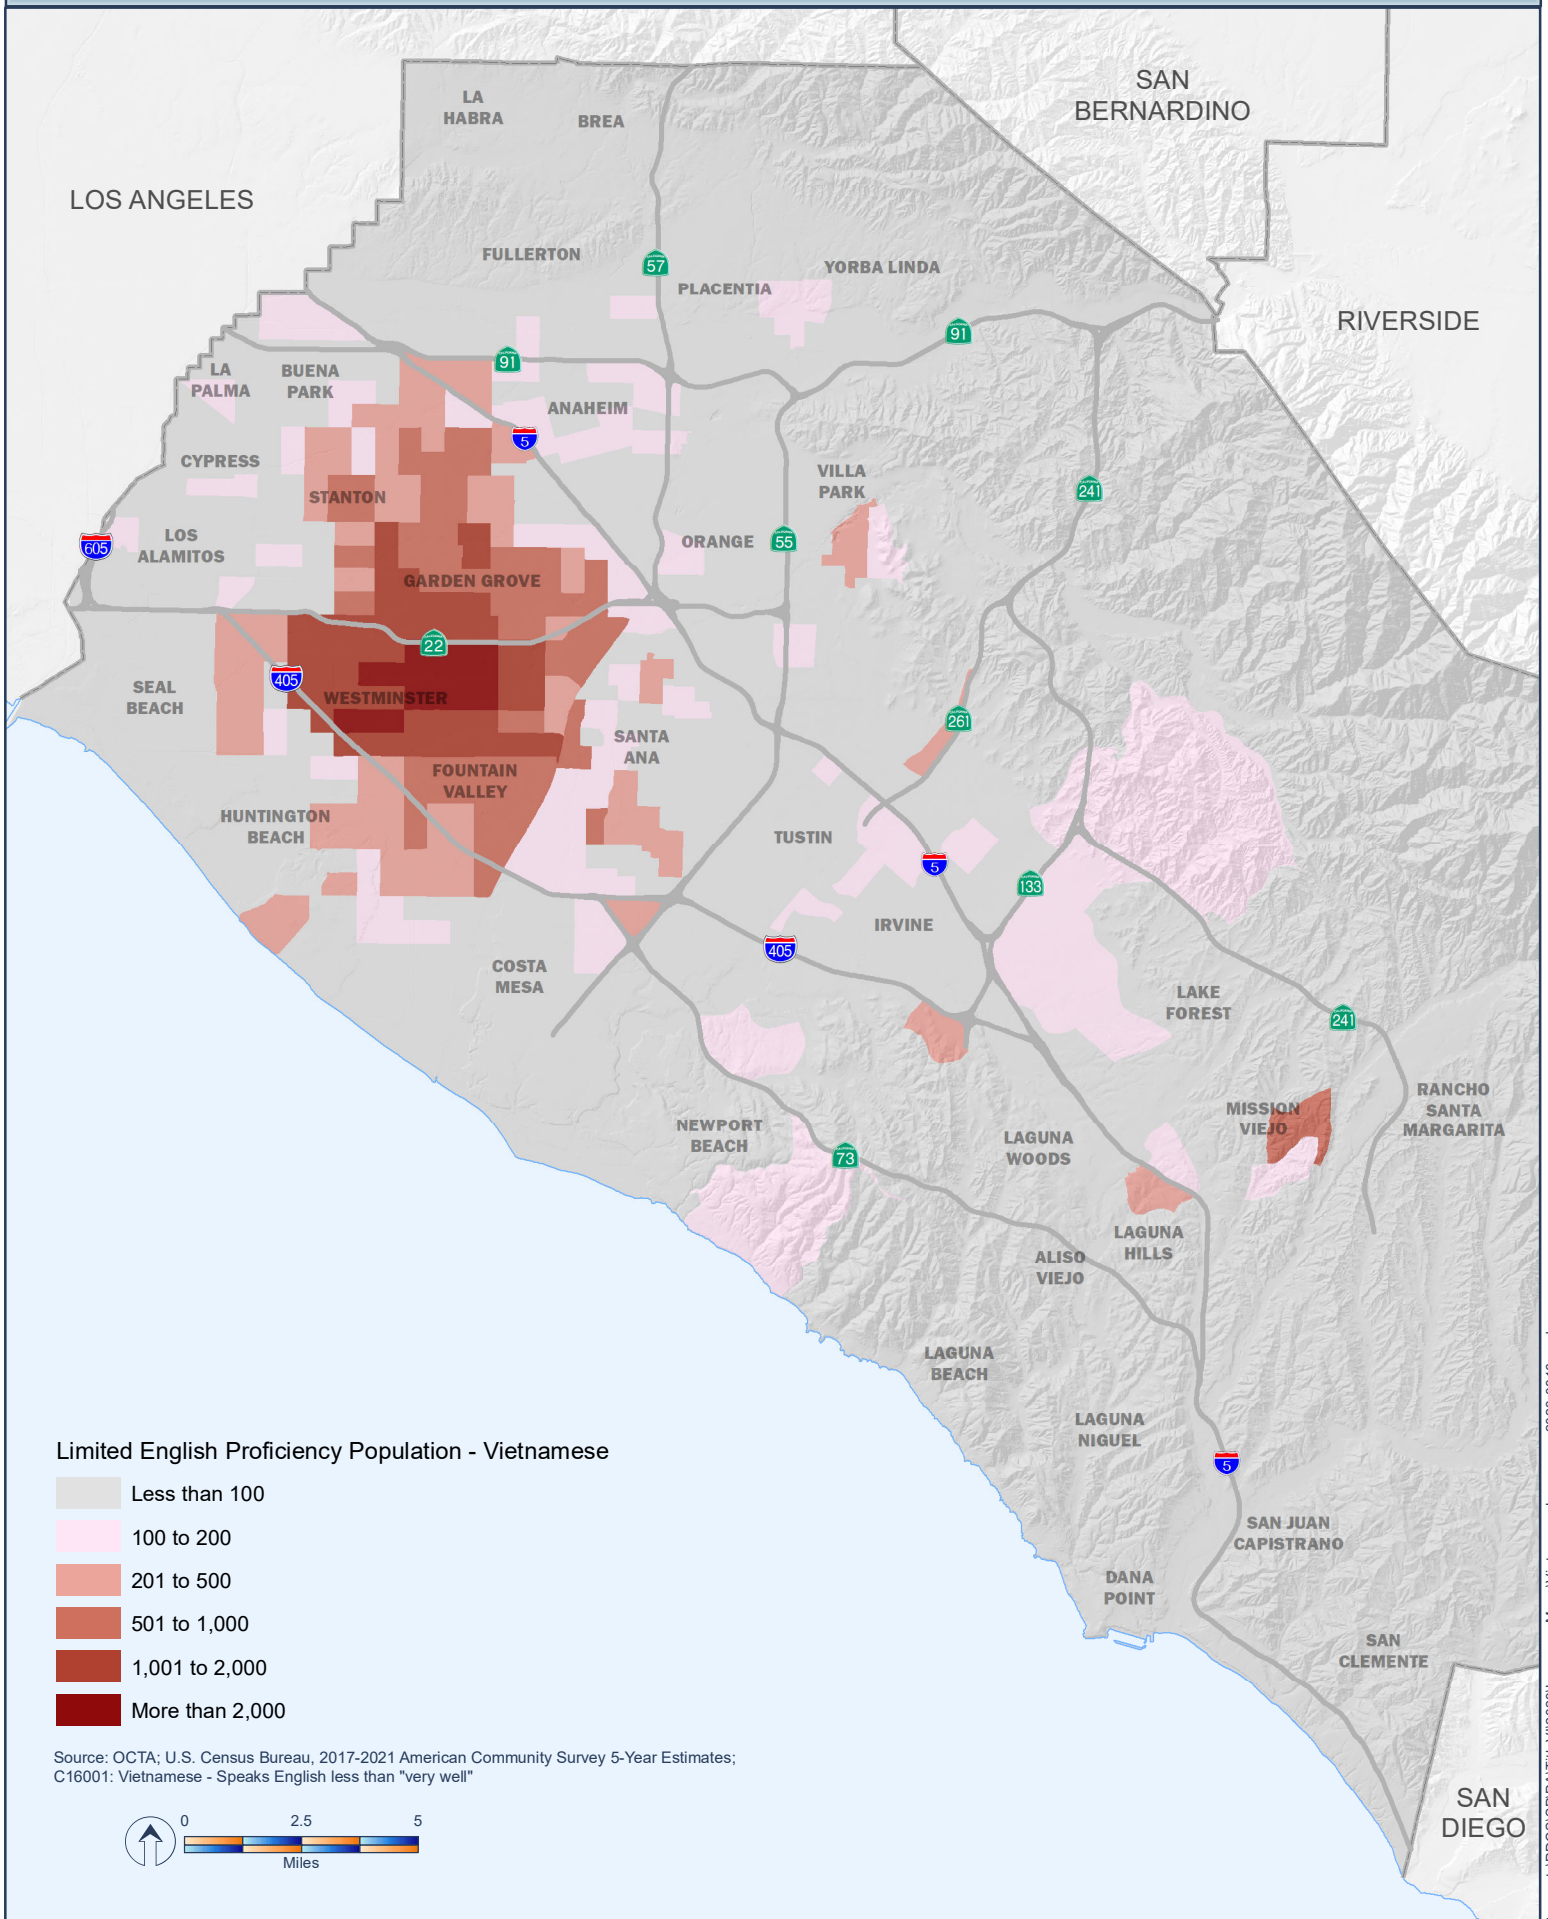 SAN
BERNARDINO
LA
HABRA
BREA
LOS ANGELES
FULLERTON
57
YORBA LINDA
PLACENTIA
RIVERSIDE
91
91
LA
PALMA
BUENA
PARK
ANAHEIM
5
CYPRESS
VILLA
PARK
STANTON
241
LOS
ALAMITOS
605
ORANGE
55
GARDEN GROVE
22
405
SEAL
BEACH
WESTMINSTER
261
SANTA
ANA
FOUNTAIN
VALLEY
HUNTINGTON
BEACH
TUSTIN
5
133
IRVINE
405
COSTA
MESA
LAKE
FOREST
241
MISSION
VIEJO
RANCHO
SANTA
MARGARITA
NEWPORT
BEACH
73
LAGUNA
WOODS
LAGUNA
HILLS
ALISO
VIEJO
LAGUNA
BEACH
LAGUNA
NIGUEL
5
SAN JUAN
CAPISTRANO
DANA
POINT
SAN
CLEMENTE
SAN
DIEGO
Limited English Proficiency Population - Vietnamese
Less than 100
100 to 200
201 to 500
501 to 1,000
1,001 to 2,000
More than 2,000
Source: OCTA; U.S. Census Bureau, 2017-2021 American Community Survey 5-Year Estimates;
C16001: Vietnamese - Speaks English less than "very well"
0 2.5 5
Miles